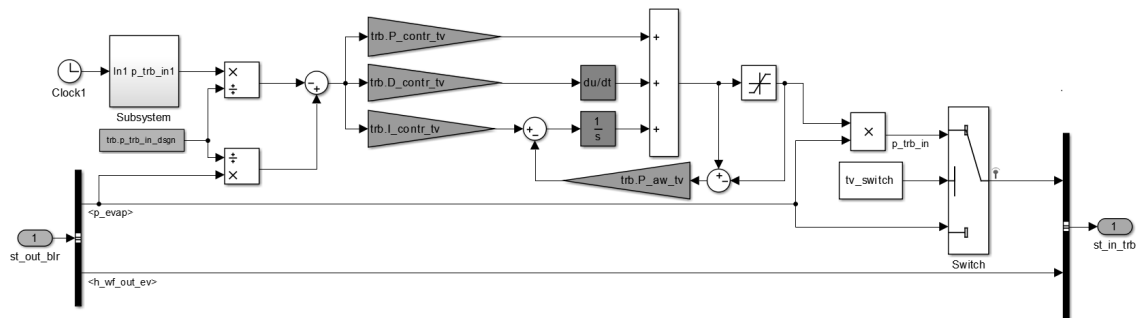 trb.P_contr_tv
In1 p_trb_in1
Clock1
Subsystem
trb.D_contr_tv
du/dt
trb.I_contr_tv
1
s
trb.p_trb_in_dsgn
p_trb_in
trb.P_aw_tv
tv_switch
<p_evap>
1
st_out_blr
1
st_in_trb
Switch
<h_wf_out_ev>